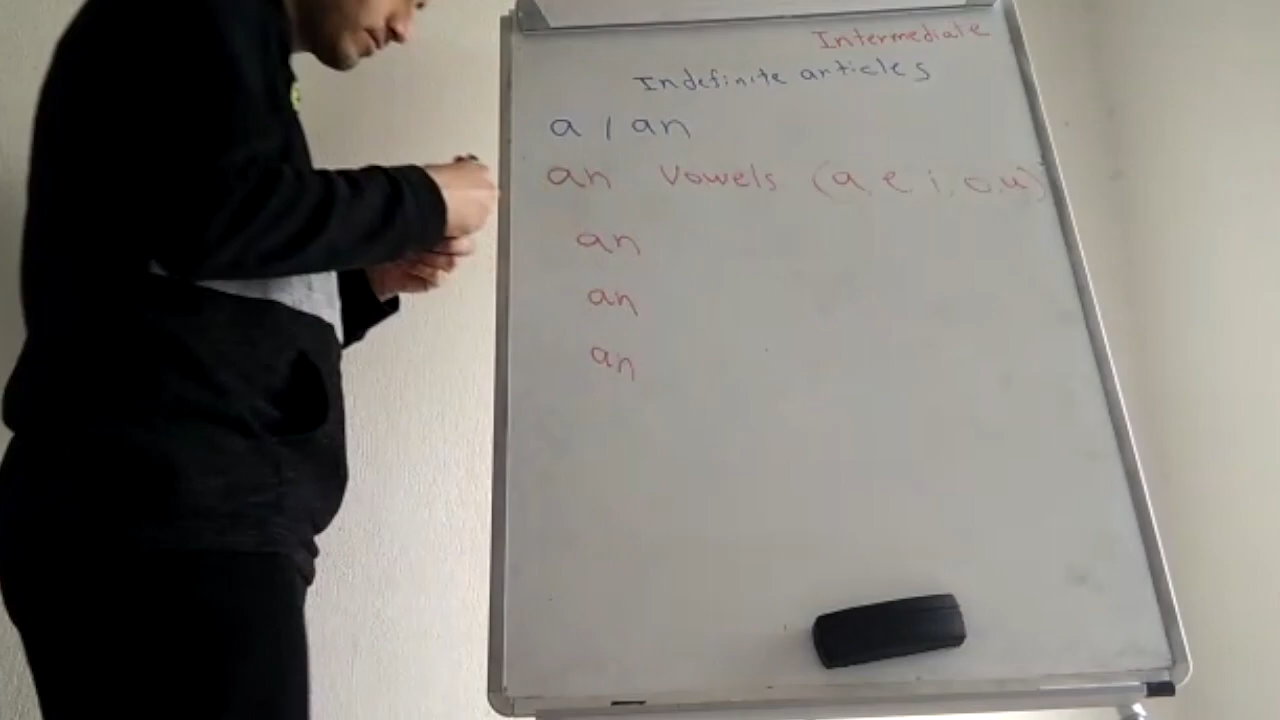 Intermediate
Indefinite articles
a / an
an vowels (a, e, i, o, u)
an
an
an